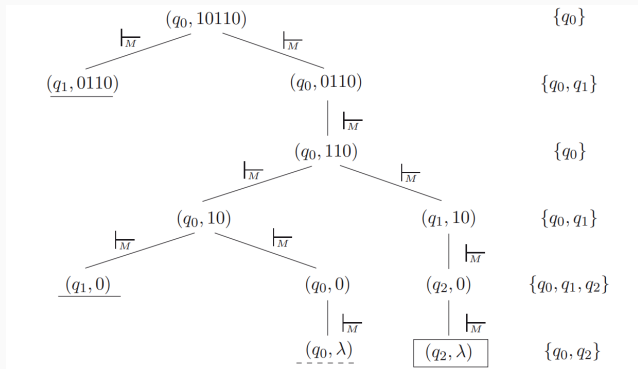 (q₀, 10110) {q₀}
⊢M ⊢M
(q₁, 0110) (q₀, 0110) {q₀, q₁}
⊢M
(q₀, 110) {q₀}
⊢M ⊢M
(q₀, 10) (q₁, 10) {q₀, q₁}
⊢M ⊢M ⊢M
(q₁, 0) (q₀, 0) (q₂, 0) {q₀, q₁, q₂}
⊢M ⊢M
(q₀, λ) (q₂, λ) {q₀, q₂}